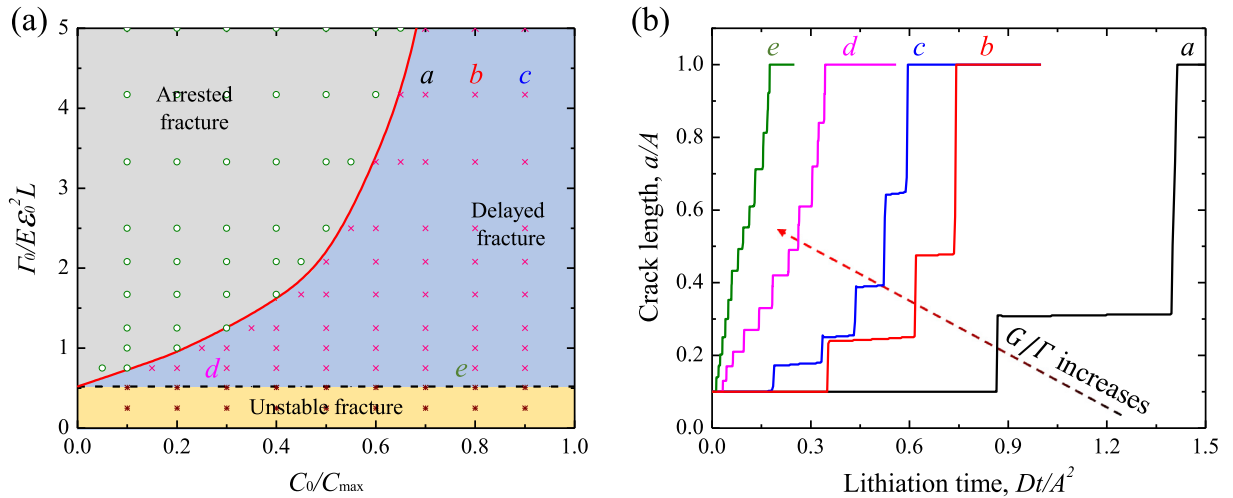 (a)
5
4
3
2
1
0
Γ₀/Eε₀²L
Arrested
fracture
a b c
Delayed
fracture
d e
Unstable fracture
0.0 0.2 0.4 0.6 0.8 1.0
C₀/Cmax
(b)
e d c b a
1.0
0.8
0.6
0.4
0.2
0.0
Crack length, a/A
G/Γ increases
0.0 0.3 0.6 0.9 1.2 1.5
Lithiation time, Dt/A²